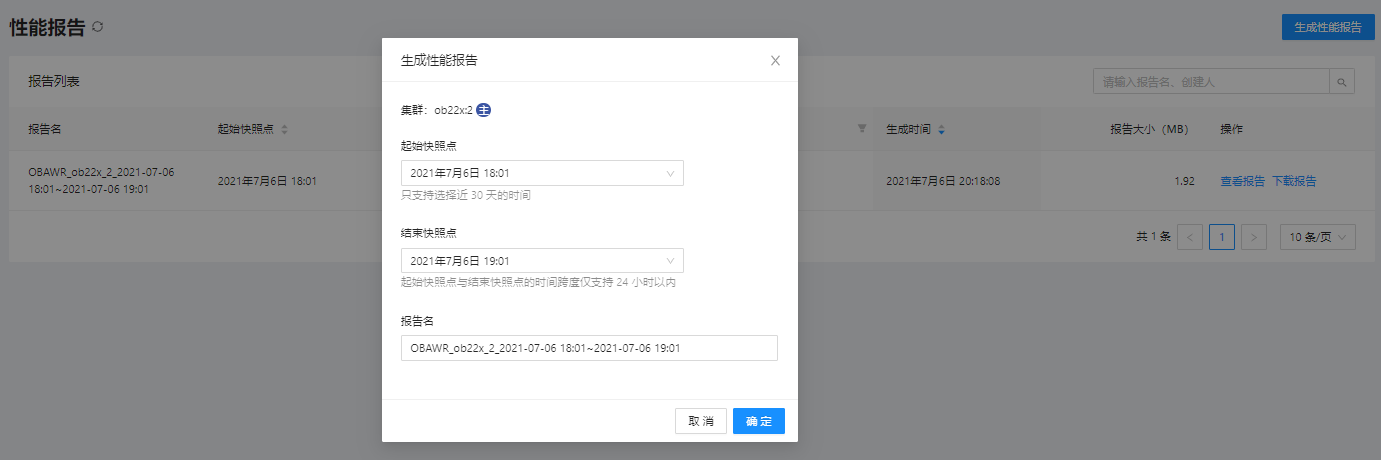 性能报告
生成性能报告
报告列表
请输入报告名、创建人
报告名
起始快照点
生成时间
报告大小（MB）
操作
OBAWR_ob22x_2_2021-07-06
18:01~2021-07-06 19:01
2021年7月6日 18:01
2021年7月6日 20:18:08
1.92
查看报告 下载报告
共 1 条
<
1
>
10 条/页
生成性能报告
集群：ob22x:2 主
起始快照点
2021年7月6日 18:01
只支持选择近 30 天的时间
结束快照点
2021年7月6日 19:01
起始快照点与结束快照点的时间跨度仅支持 24 小时以内
报告名
OBAWR_ob22x_2_2021-07-06 18:01~2021-07-06 19:01
取 消
确 定